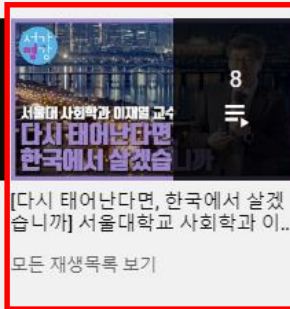 서가
명강
8
서울대 사회학과 이재열 교수
다시 태어난다면
한국에서 살겠습니까
[다시 태어난다면, 한국에서 살겠
습니까] 서울대학교 사회학과 이...
모든 재생목록 보기